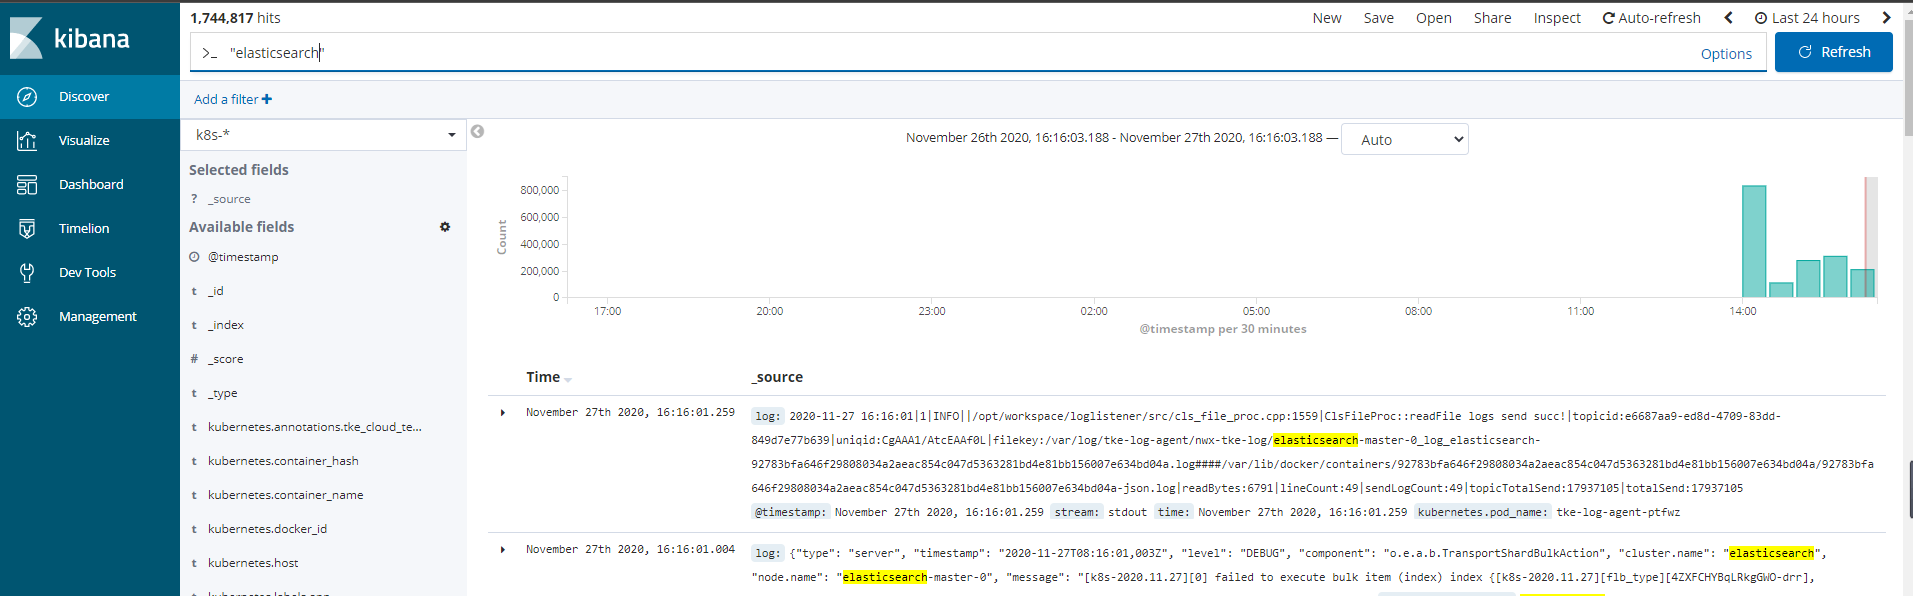 kibana
Discover
Visualize
Dashboard
Timelion
Dev Tools
Management
1,744,817 hits
New Save Open Share Inspect Auto-refresh Last 24 hours
>_ "elasticsearch" Options Refresh
Add a filter +
k8s-*
Selected fields
? _source
Available fields
@timestamp
t _id
t _index
# _score
t _type
t kubernetes.annotations.tke_cloud_te...
t kubernetes.container_hash
t kubernetes.container_name
t kubernetes.docker_id
t kubernetes.host
November 26th 2020, 16:16:03.188 - November 27th 2020, 16:16:03.188 — Auto
Count
800,000
600,000
400,000
200,000
0
17:00 20:00 23:00 02:00 05:00 08:00 11:00 14:00
@timestamp per 30 minutes
Time _source
November 27th 2020, 16:16:01.259 log: 2020-11-27 16:16:01|1|INFO||/opt/workspace/loglistener/src/cls_file_proc.cpp:1559|ClsFileProc::readFile logs send succ!|topicid:e6687aa9-ed8d-4709-83dd-
849d7e77b639|uniqid:CgAAA1/AtcEAAf0L|filekey:/var/log/tke-log-agent/nwx-tke-log/elasticsearch-master-0_log_elasticsearch-
92783bfa646f29808034a2aeac854c047d5363281bd4e81bb156007e634bd04a.log####/var/lib/docker/containers/92783bfa646f29808034a2aeac854c047d5363281bd4e81bb156007e634bd04a/92783bfa
646f29808034a2aeac854c047d5363281bd4e81bb156007e634bd04a-json.log|readBytes:6791|lineCount:49|sendLogCount:49|topicTotalSend:17937105|totalSend:17937105
@timestamp: November 27th 2020, 16:16:01.259 stream: stdout time: November 27th 2020, 16:16:01.259 kubernetes.pod_name: tke-log-agent-ptfwz
November 27th 2020, 16:16:01.004 log: {"type": "server", "timestamp": "2020-11-27T08:16:01,003Z", "level": "DEBUG", "component": "o.e.a.b.TransportShardBulkAction", "cluster.name": "elasticsearch",
"node.name": "elasticsearch-master-0", "message": "[k8s-2020.11.27][0] failed to execute bulk item (index) index {[k8s-2020.11.27][flb_type][4ZXFCHYBqLRkgGWO-drr],